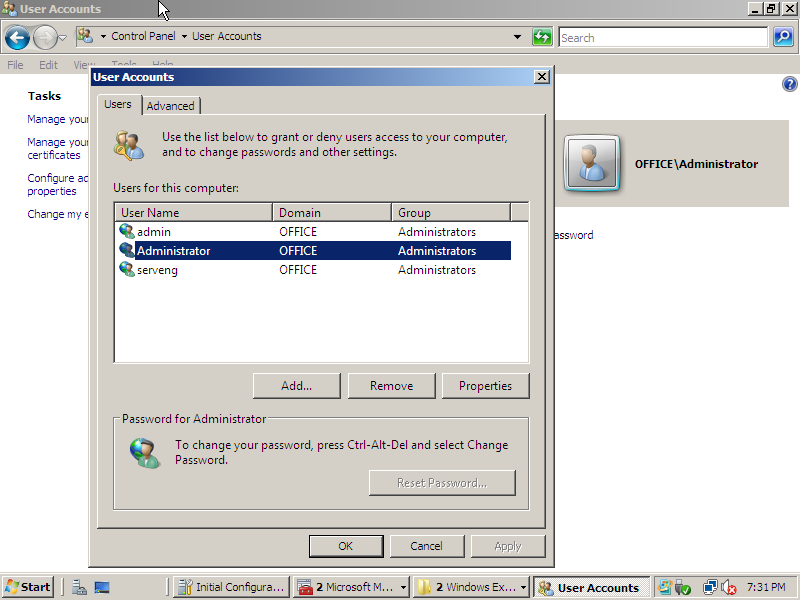 User Accounts
Control Panel
User Accounts
Search
File
Edit
View
Tools
Help
Tasks
Manage your
Manage your
certificates
Configure ad
properties
Change my e
User Accounts
Users
Advanced
Use the list below to grant or deny users access to your computer,
and to change passwords and other settings.
Users for this computer:
User Name
Domain
Group
admin
OFFICE
Administrators
Administrator
OFFICE
Administrators
serveng
OFFICE
Administrators
Add...
Remove
Properties
Password for Administrator
To change your password, press Ctrl-Alt-Del and select Change
Password.
Reset Password...
OK
Cancel
Apply
OFFICE\Administrator
assword
Start
Initial Configura...
2 Microsoft M...
2 Windows Ex...
User Accounts
7:31 PM